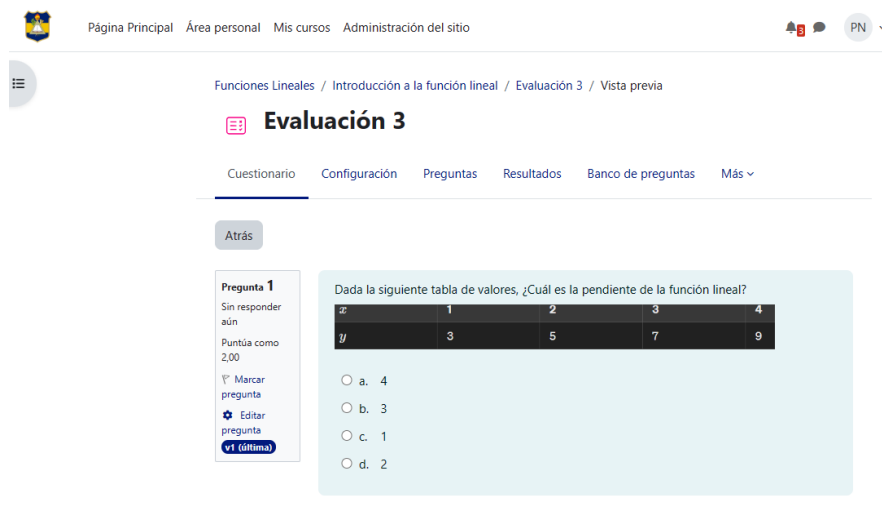 Página Principal Área personal Mis cursos Administración del sitio
3
PN
Funciones Lineales / Introducción a la función lineal / Evaluación 3 / Vista previa
Evaluación 3
Cuestionario Configuración Preguntas Resultados Banco de preguntas Más
Atrás
Pregunta 1
Sin responder
aún
Puntúa como
2,00
Marcar
pregunta
Editar
pregunta
v1 (última)
Dada la siguiente tabla de valores, ¿Cuál es la pendiente de la función lineal?
x 1 2 3 4
y 3 5 7 9
a. 4
b. 3
c. 1
d. 2